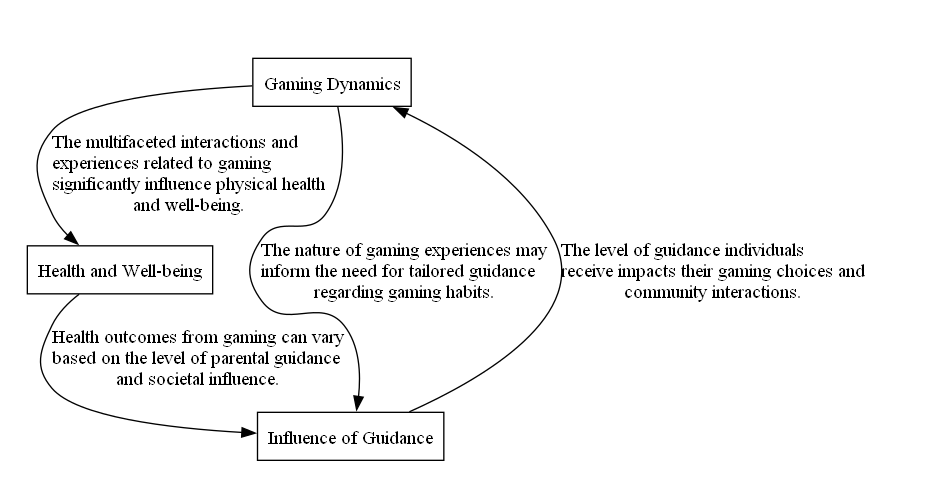 Gaming Dynamics
The multifaceted interactions and
experiences related to gaming
significantly influence physical health
and well-being.
Health and Well-being
The nature of gaming experiences may
inform the need for tailored guidance
regarding gaming habits.
The level of guidance individuals
receive impacts their gaming choices and
community interactions.
Health outcomes from gaming can vary
based on the level of parental guidance
and societal influence.
Influence of Guidance